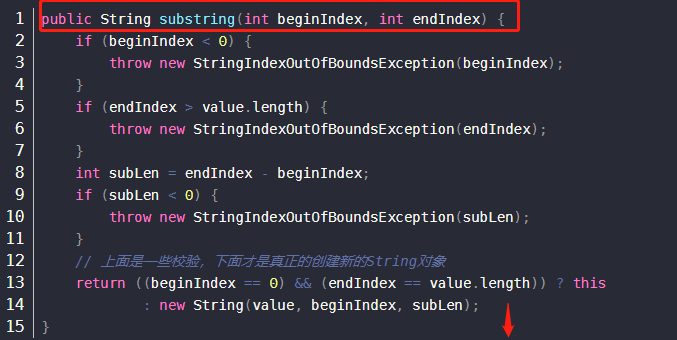 1 public String substring(int beginIndex, int endIndex) {
2     if (beginIndex < 0) {
3         throw new StringIndexOutOfBoundsException(beginIndex);
4     }
5     if (endIndex > value.length) {
6         throw new StringIndexOutOfBoundsException(endIndex);
7     }
8     int subLen = endIndex - beginIndex;
9     if (subLen < 0) {
10         throw new StringIndexOutOfBoundsException(subLen);
11     }
12     // 上面是一些校验，下面才是真正的创建新的String对象
13     return ((beginIndex == 0) && (endIndex == value.length)) ? this
14             : new String(value, beginIndex, subLen);
15 }